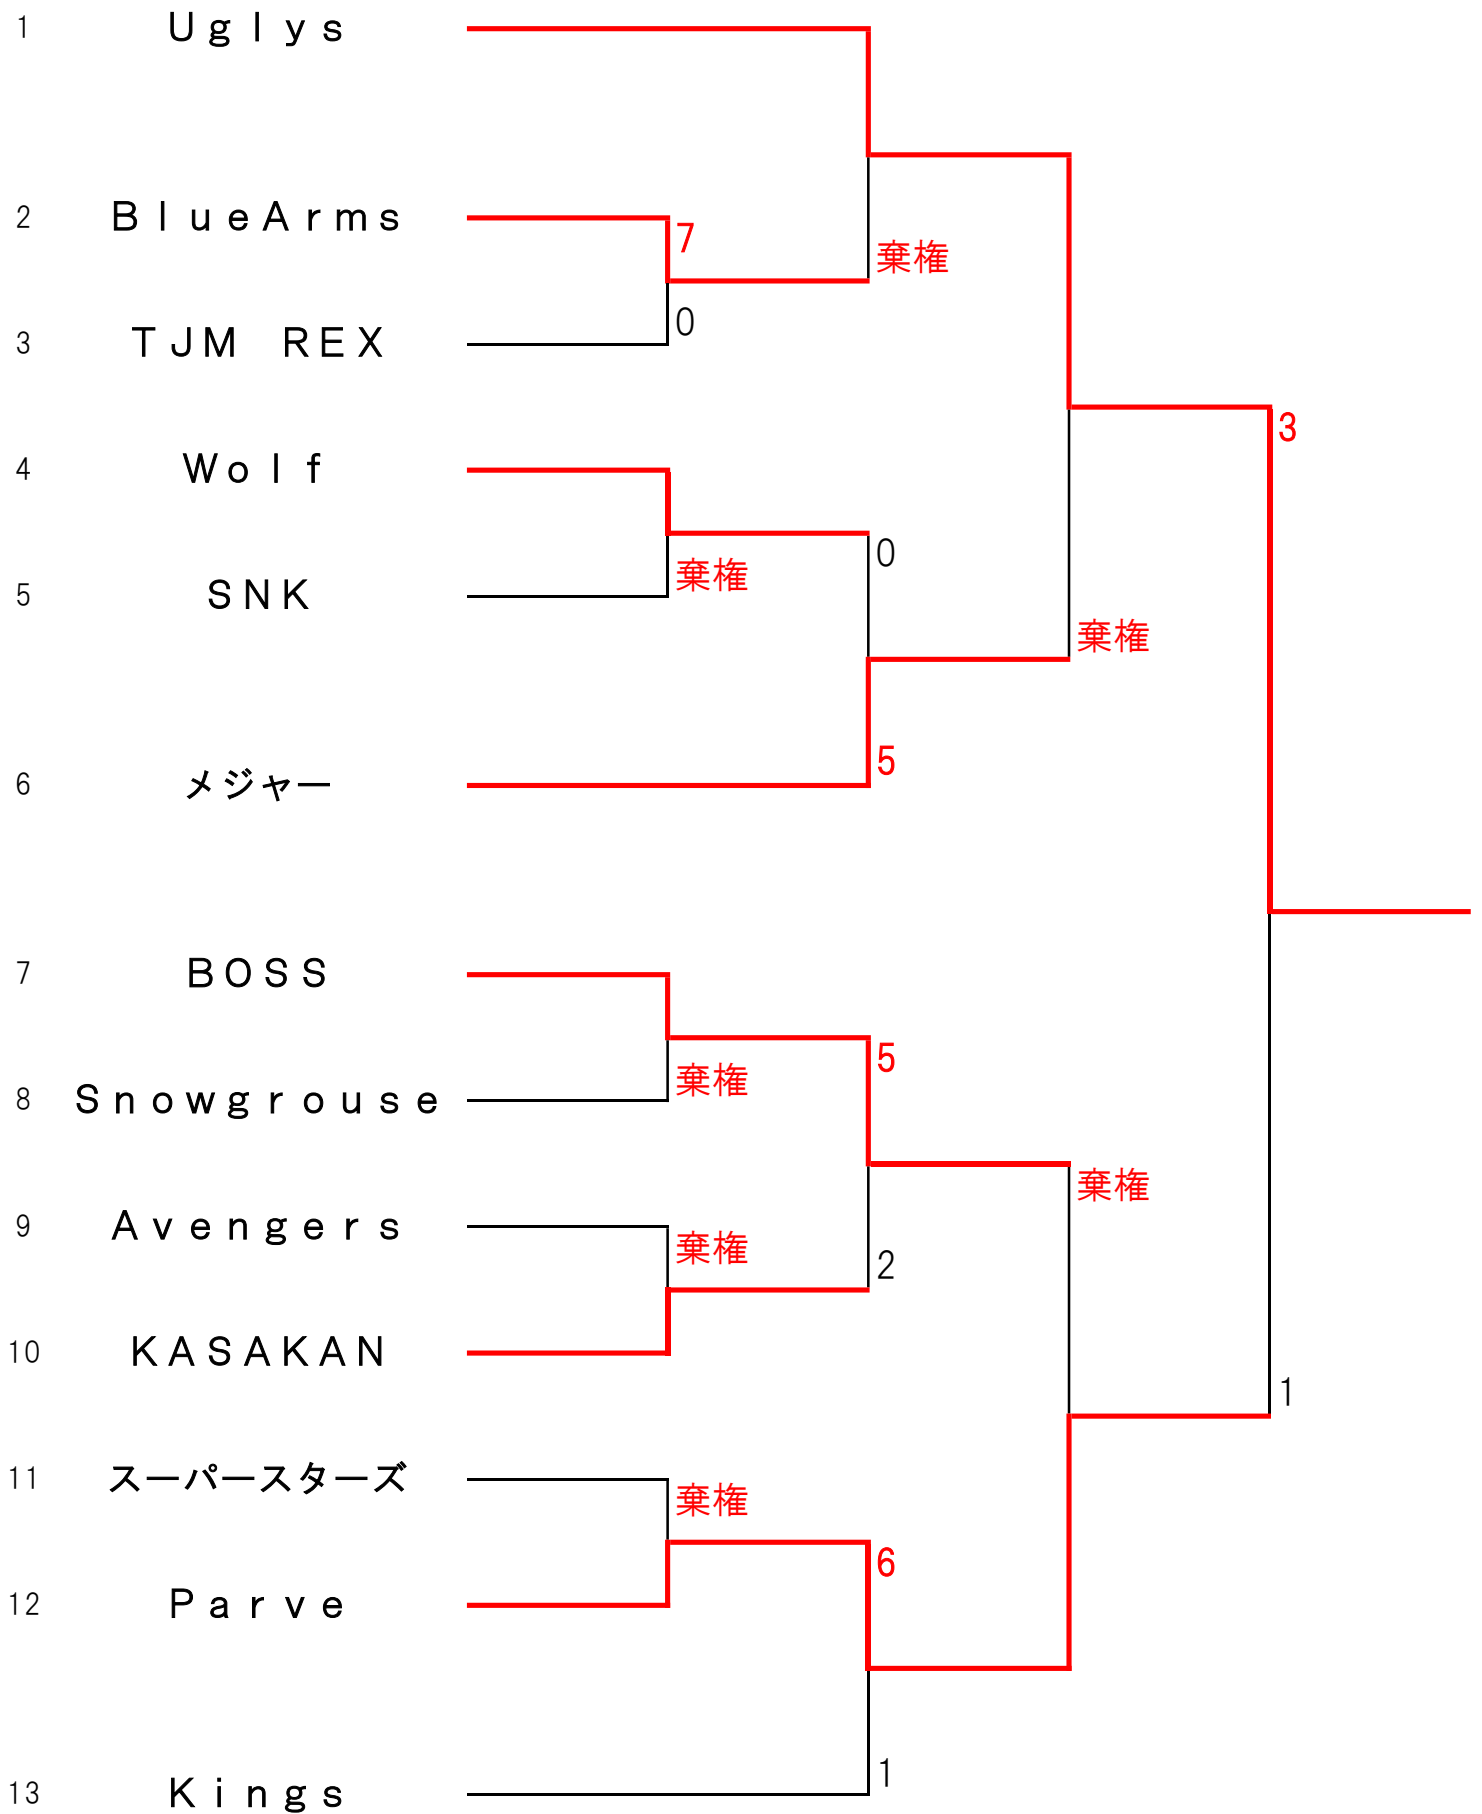 1 Uglys
2 BlueArms
7
棄権
3 TJM REX
0
3
4 Wolf
0
5 SNK
棄権
棄権
6 メジャー
5
7 BOSS
5
8 Snowgrouse
棄権
棄権
9 Avengers
棄権
2
10 KASAKAN
1
11 スーパースターズ
棄権
6
12 Parve
1
13 Kings